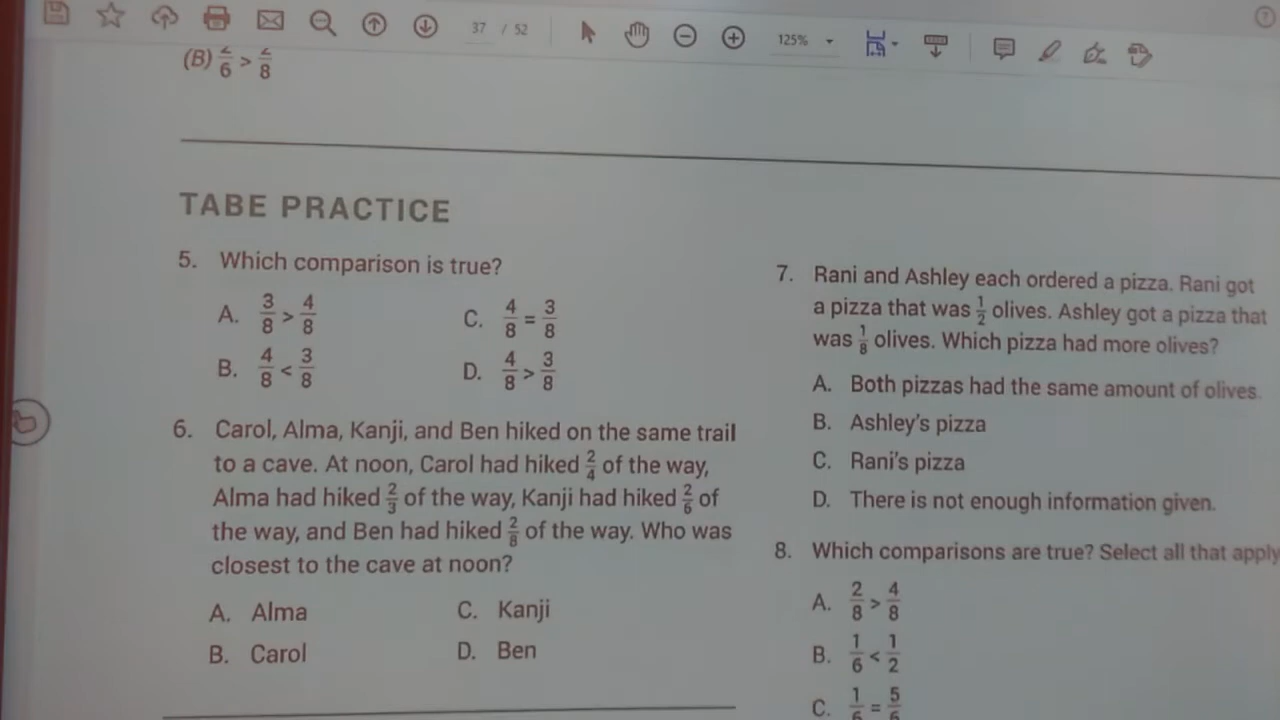 37 / 52
125%
(B) 2/6 > 2/8
TABE PRACTICE
5. Which comparison is true?
A. 3/8 > 4/8
C. 4/8 = 3/8
B. 4/8 < 3/8
D. 4/8 > 3/8
6. Carol, Alma, Kanji, and Ben hiked on the same trail
to a cave. At noon, Carol had hiked 2/4 of the way,
Alma had hiked 2/3 of the way, Kanji had hiked 2/6 of
the way, and Ben had hiked 2/8 of the way. Who was
closest to the cave at noon?
A. Alma
C. Kanji
B. Carol
D. Ben
7. Rani and Ashley each ordered a pizza. Rani got
a pizza that was 1/2 olives. Ashley got a pizza that
was 1/8 olives. Which pizza had more olives?
A. Both pizzas had the same amount of olives.
B. Ashley's pizza
C. Rani's pizza
D. There is not enough information given.
8. Which comparisons are true? Select all that apply
A. 2/8 > 4/8
B. 1/6 < 1/2
C. 1/6 = 5/6